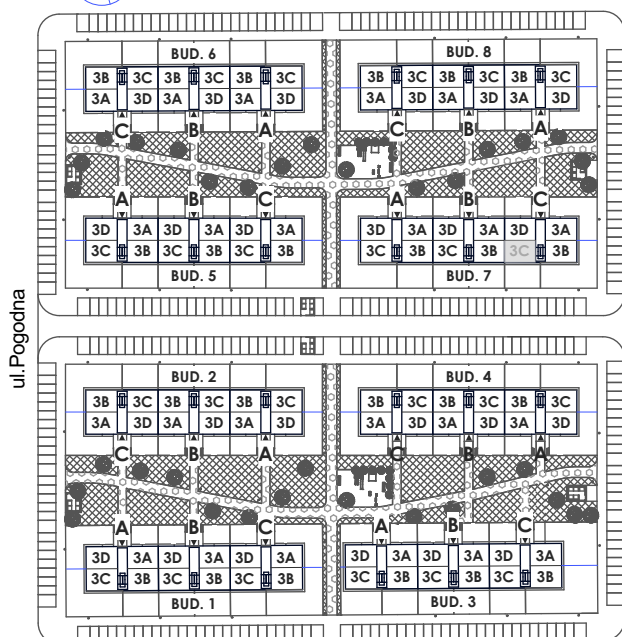 BUD. 6 BUD. 8
3B 3C 3B 3C 3B 3C 3B 3C 3B 3C 3B 3C
3A 3D 3A 3D 3A 3D 3A 3D 3A 3D 3A 3D
C B A C B A
A B C A B C
3D 3A 3D 3A 3D 3A 3D 3A 3D 3A 3D 3A
3C 3B 3C 3B 3C 3B 3C 3B 3C 3B 3C 3B
BUD. 5 BUD. 7
ul.Pogodna
BUD. 2 BUD. 4
3B 3C 3B 3C 3B 3C 3B 3C 3B 3C 3B 3C
3A 3D 3A 3D 3A 3D 3A 3D 3A 3D 3A 3D
C B A C B A
A B C A B C
3D 3A 3D 3A 3D 3A 3D 3A 3D 3A 3D 3A
3C 3B 3C 3B 3C 3B 3C 3B 3C 3B 3C 3B
BUD. 1 BUD. 3